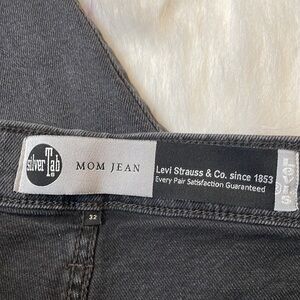 silver Tab
MOM JEAN
Levi Strauss & Co. since 1853
Every Pair Satisfaction Guaranteed
LEVI'S
32